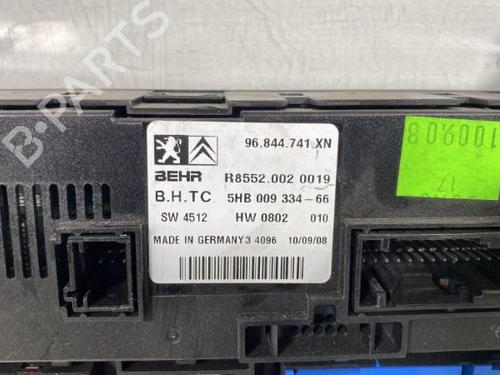 B-PARTS
96.844.741 XN
BEHR R8552.002 0019
B.H.TC 5HB 009 334-66
SW 4512 HW 0802 010
MADE IN GERMANY 3 4096 10/09/08
100908
17